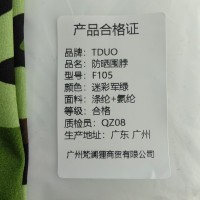 产品合格证
品牌: TDUO
品名: 防晒围脖
型号: F105
颜色: 迷彩军绿
面料: 涤纶+氨纶
等级: 合格
质检员: QZ08
生产地址: 广东 广州
广州梵澜狸商贸有限公司